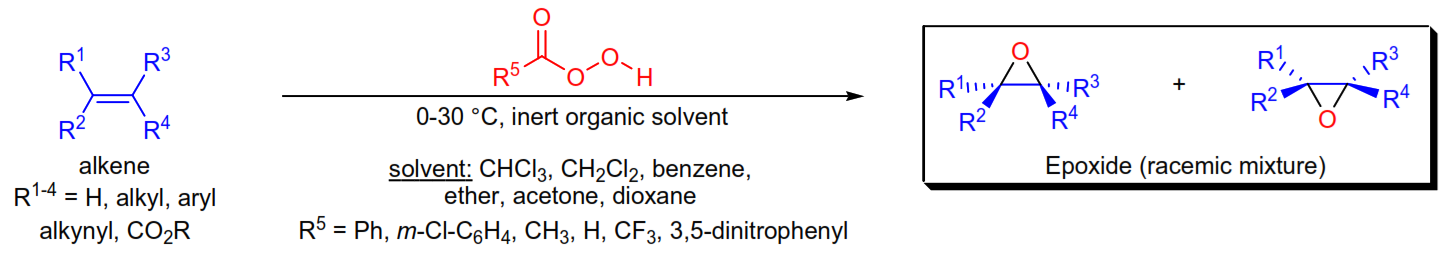 R¹ R³
R² R⁴
alkene
R¹⁻⁴ = H, alkyl, aryl
alkynyl, CO₂R
O
R⁵ O O H
0-30 °C, inert organic solvent
solvent: CHCl₃, CH₂Cl₂, benzene,
ether, acetone, dioxane
R⁵ = Ph, m-Cl-C₆H₄, CH₃, H, CF₃, 3,5-dinitrophenyl
O
R¹ R³
R² R⁴
+
R¹ R³
R² R⁴
O
Epoxide (racemic mixture)